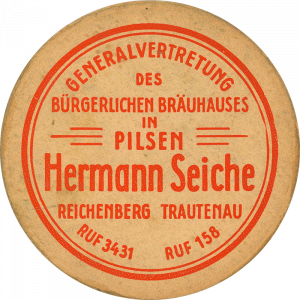 GENERALVERTRETUNG
DES
BÜRGERLICHEN BRÄUHAUSES
IN
PILSEN
Hermann Seiche
REICHENBERG TRAUTENAU
RUF 3431 RUF 158